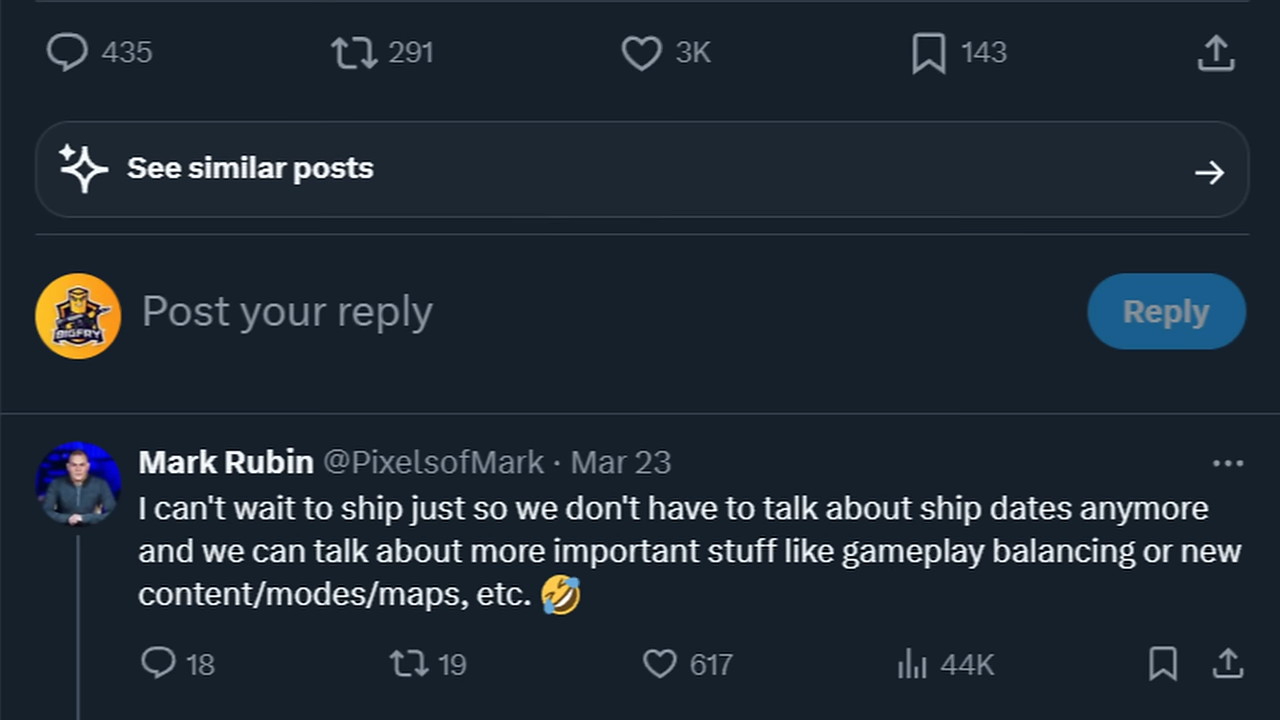 435 291 3K 143
See similar posts
BIGFRY
Post your reply
Reply
Mark Rubin @PixelsofMark · Mar 23
I can't wait to ship just so we don't have to talk about ship dates anymore
and we can talk about more important stuff like gameplay balancing or new
content/modes/maps, etc. 🤣
18 19 617 44K